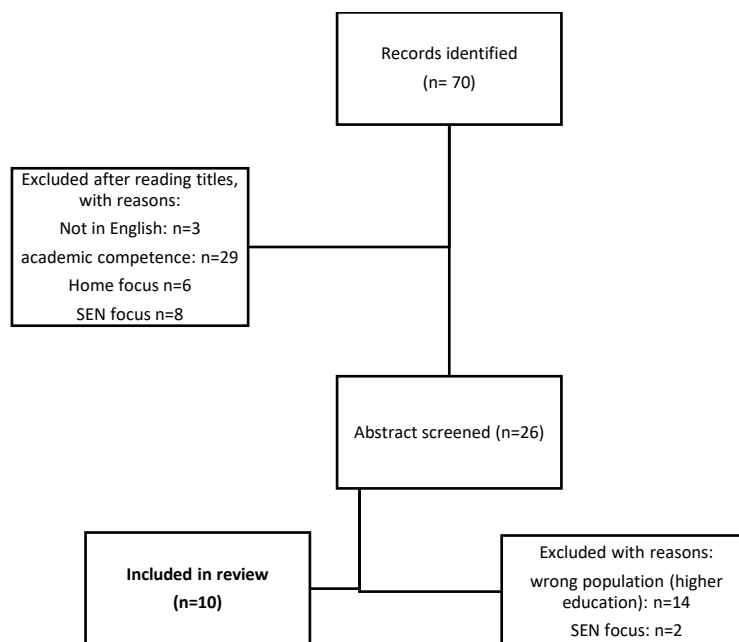 Records identified
(n= 70)
Excluded after reading titles,
with reasons:
Not in English: n=3
academic competence: n=29
Home focus n=6
SEN focus n=8
Abstract screened (n=26)
Included in review
(n=10)
Excluded with reasons:
wrong population (higher
education): n=14
SEN focus: n=2